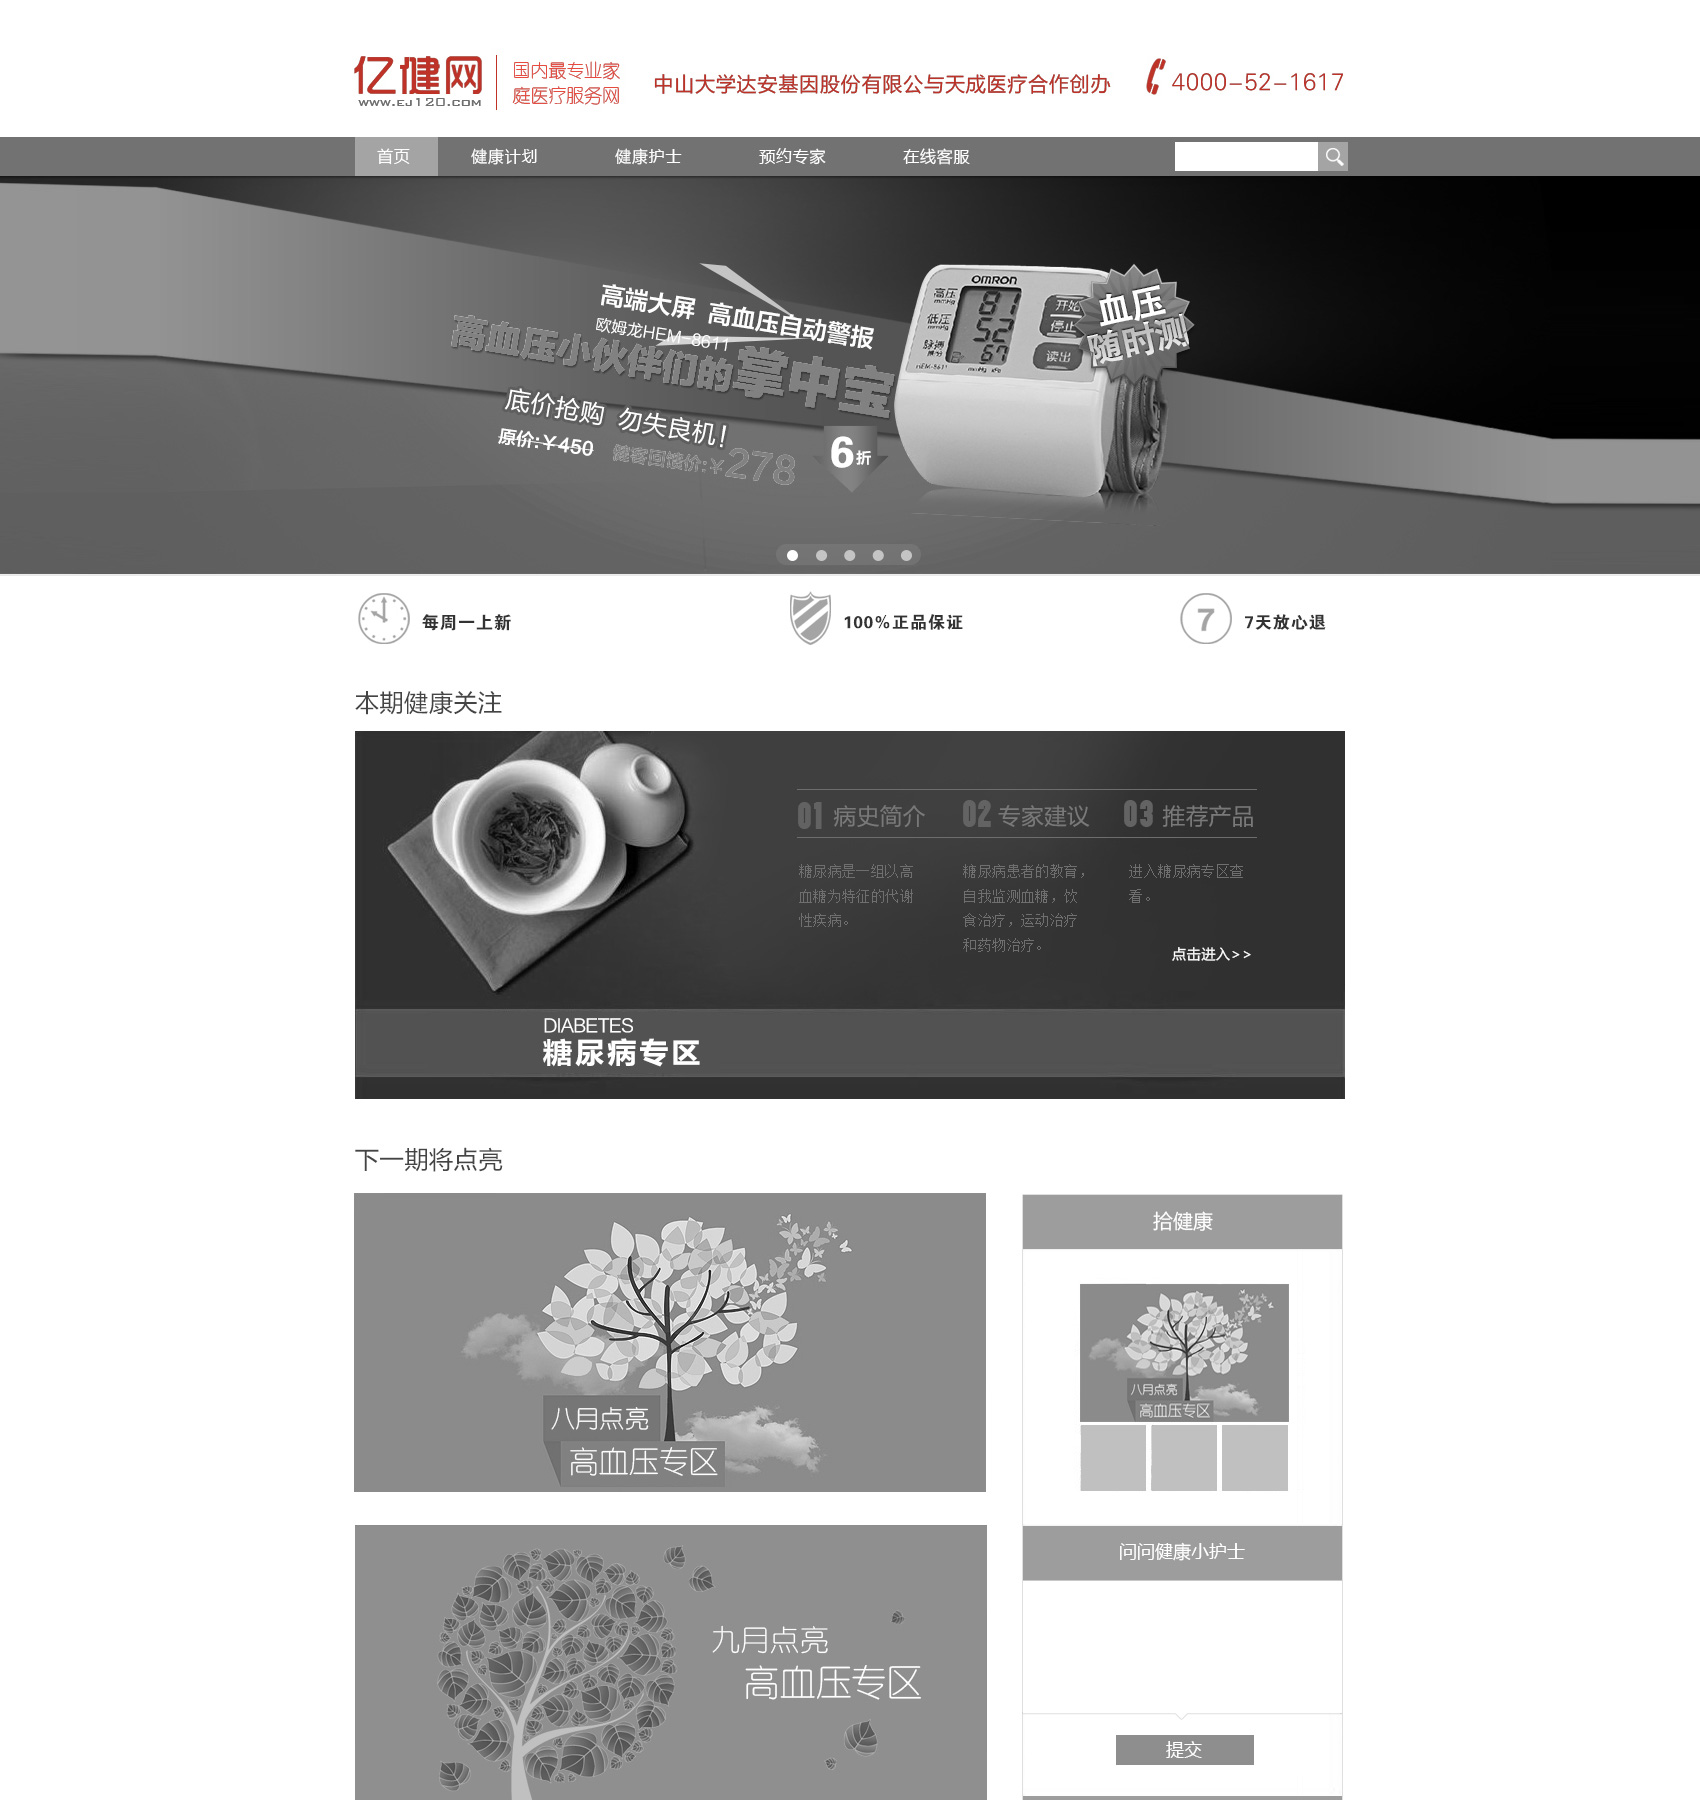 亿健网
WWW.EJ120.COM
国内最专业家
庭医疗服务网
中山大学达安基因股份有限公与天成医疗合作创办
4000-52-1617
首页
健康计划
健康护士
预约专家
在线客服
高端大屏 高血压自动警报
欧姆龙HEM-8611
高血压小伙伴们的掌中宝
底价抢购 勿失良机！
原价:￥450
健客回馈价:￥278
6折
OMRON
高压
mmHg
81
低压
mmHg
52
脉搏
67
开始
停止
读出
HEM-8611
血压
随时测
每周一上新
100%正品保证
7
7天放心退
本期健康关注
01 病史简介
02 专家建议
03 推荐产品
糖尿病是一组以高
血糖为特征的代谢
性疾病。
糖尿病患者的教育，
自我监测血糖，饮
食治疗，运动治疗
和药物治疗。
进入糖尿病专区查
看。
点击进入>>
DIABETES
糖尿病专区
下一期将点亮
八月点亮
高血压专区
拾健康
八月点亮
高血压专区
问问健康小护士
九月点亮
高血压专区
提交